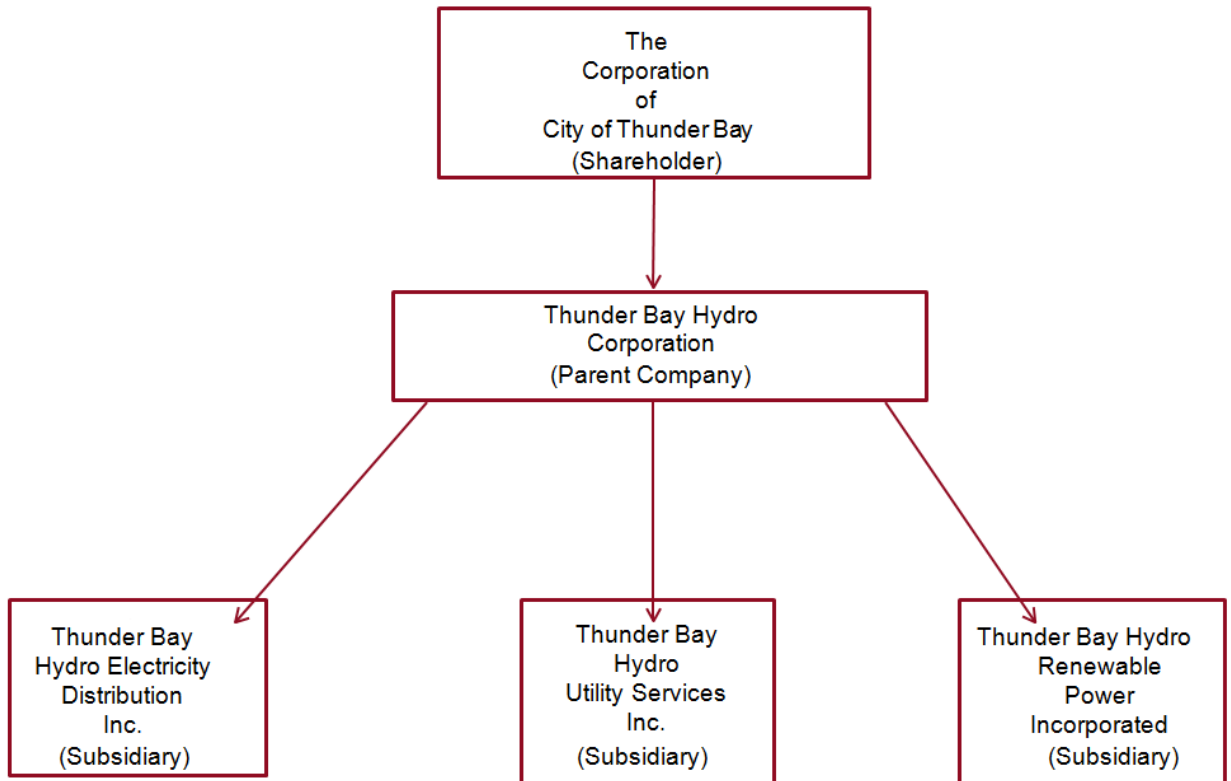 The
Corporation
of
City of Thunder Bay
(Shareholder)
Thunder Bay Hydro
Corporation
(Parent Company)
Thunder Bay
Hydro Electricity
Distribution
Inc.
(Subsidiary)
Thunder Bay
Hydro
Utility Services
Inc.
(Subsidiary)
Thunder Bay Hydro
Renewable
Power
Incorporated
(Subsidiary)